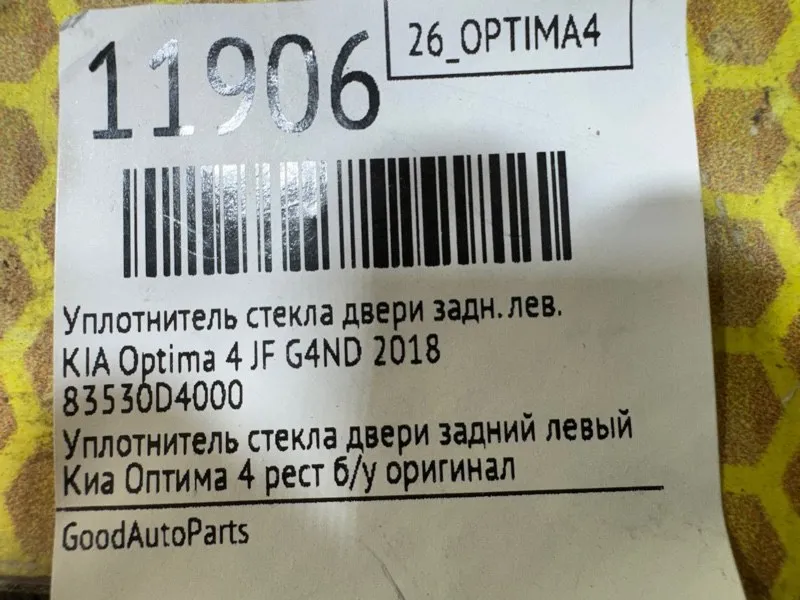 11906
26_OPTIMA4
Уплотнитель стекла двери задн. лев.
KIA Optima 4 JF G4ND 2018
83530D4000
Уплотнитель стекла двери задний левый
Киа Оптима 4 рест б/у оригинал
GoodAutoParts